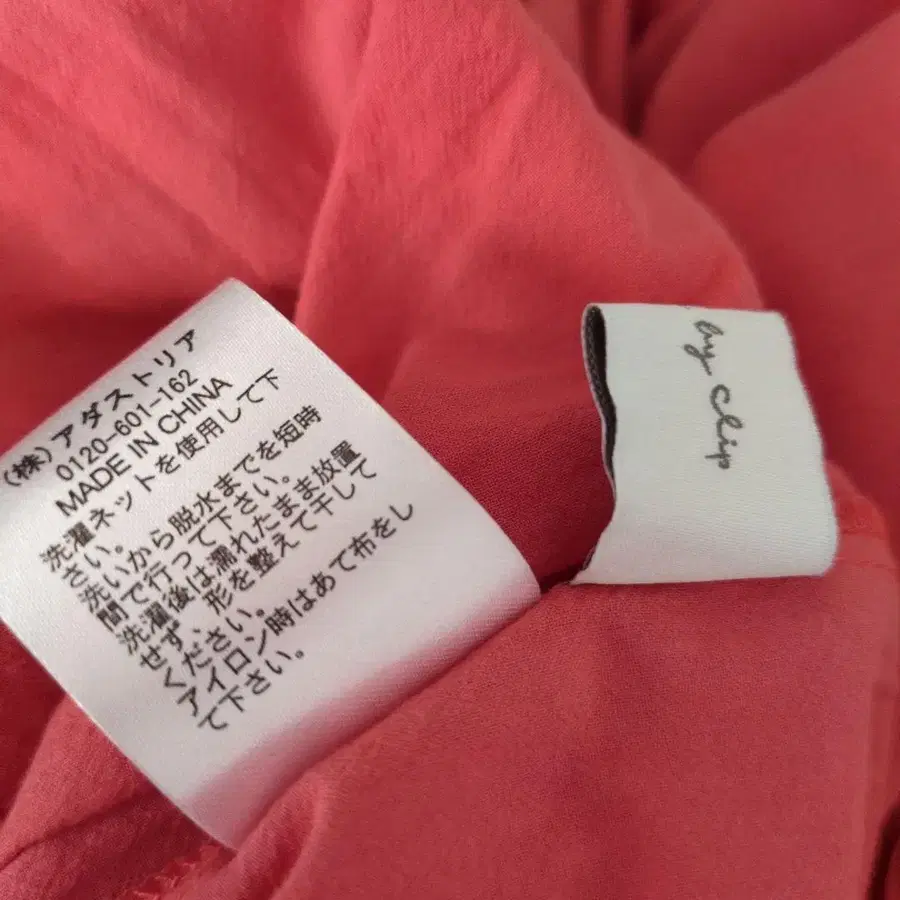 (株)アダストリア
0120-601-162
MADE IN CHINA
洗濯ネットを使用して下
さい。
洗いから脱水までを短時
間で行って下さい。
洗濯後は濡れたまま放置
せず、形を整えて干して
ください。
アイロン時はあて布をし
て下さい。
by clip